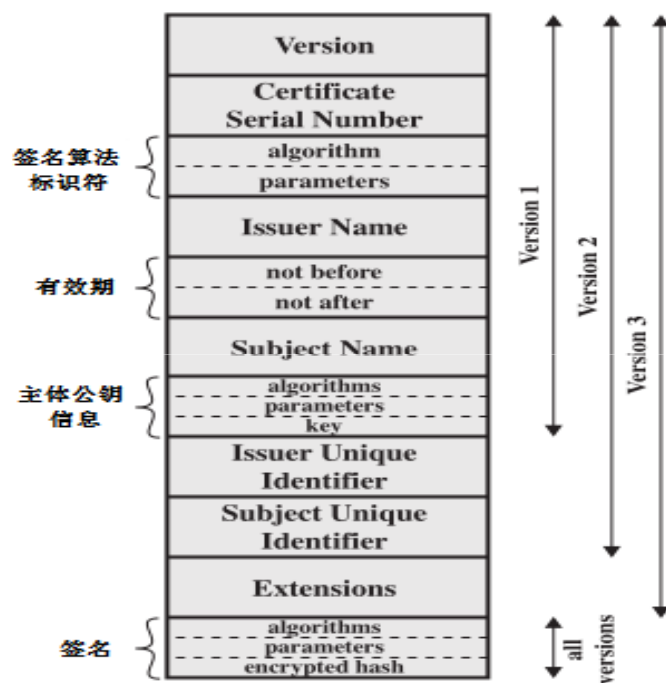 Version
Certificate
Serial Number
签名算法
标识符
algorithm
parameters
Issuer Name
有效期
not before
not after
Subject Name
主体公钥
信息
algorithms
parameters
key
Issuer Unique
Identifier
Subject Unique
Identifier
Extensions
签名
algorithms
parameters
encrypted hash
Version 1
Version 2
Version 3
all
versions